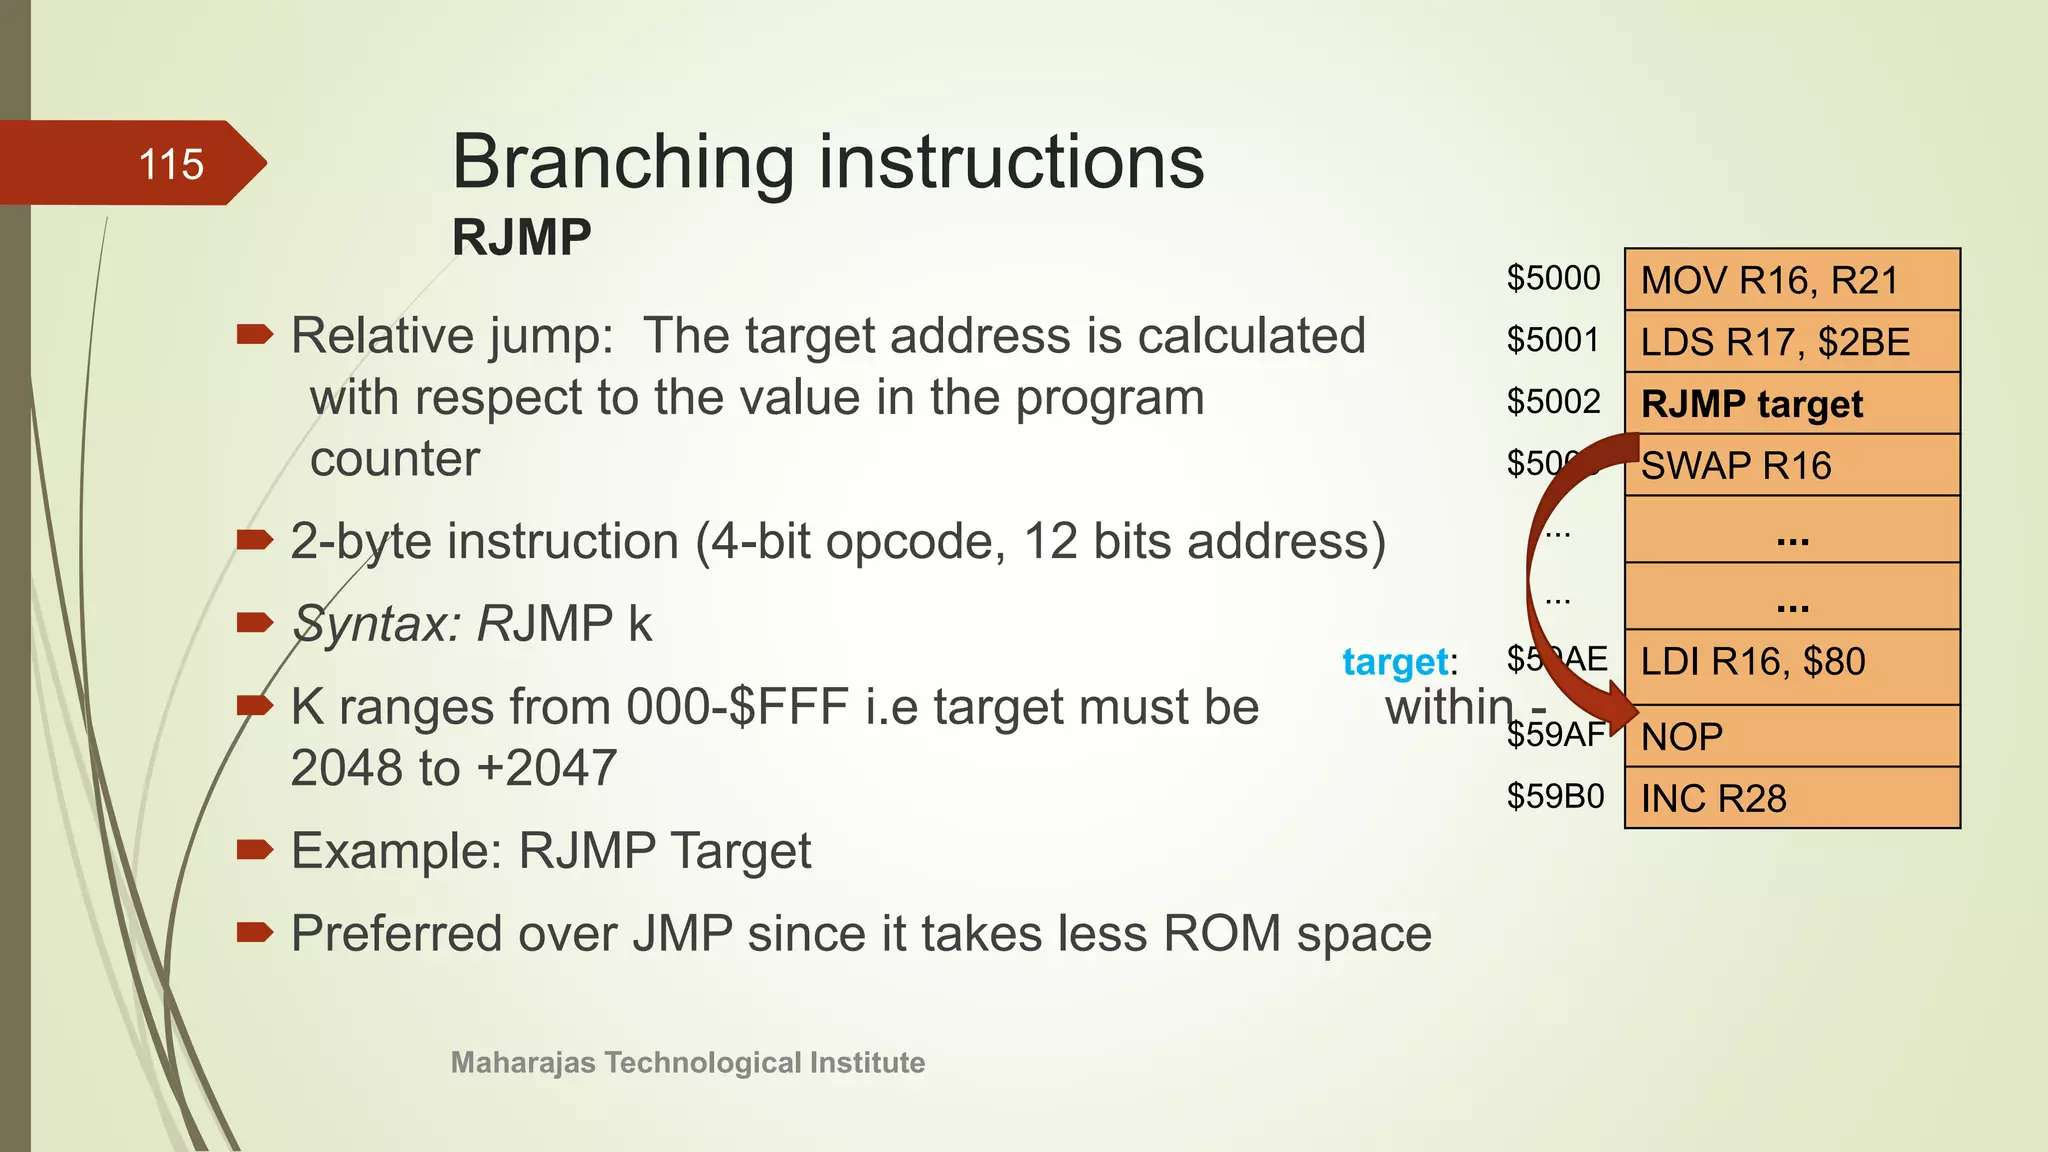 115
Branching instructions
RJMP
Relative jump: The target address is calculated
with respect to the value in the program
counter
2-byte instruction (4-bit opcode, 12 bits address)
Syntax: RJMP k
K ranges from 000-$FFF i.e target must be within -
2048 to +2047
Example: RJMP Target
Preferred over JMP since it takes less ROM space
$5000 MOV R16, R21
$5001 LDS R17, $2BE
$5002 RJMP target
SWAP R16
... ...
... ...
target: $59AE LDI R16, $80
$59AF NOP
$59B0 INC R28
Maharajas Technological Institute